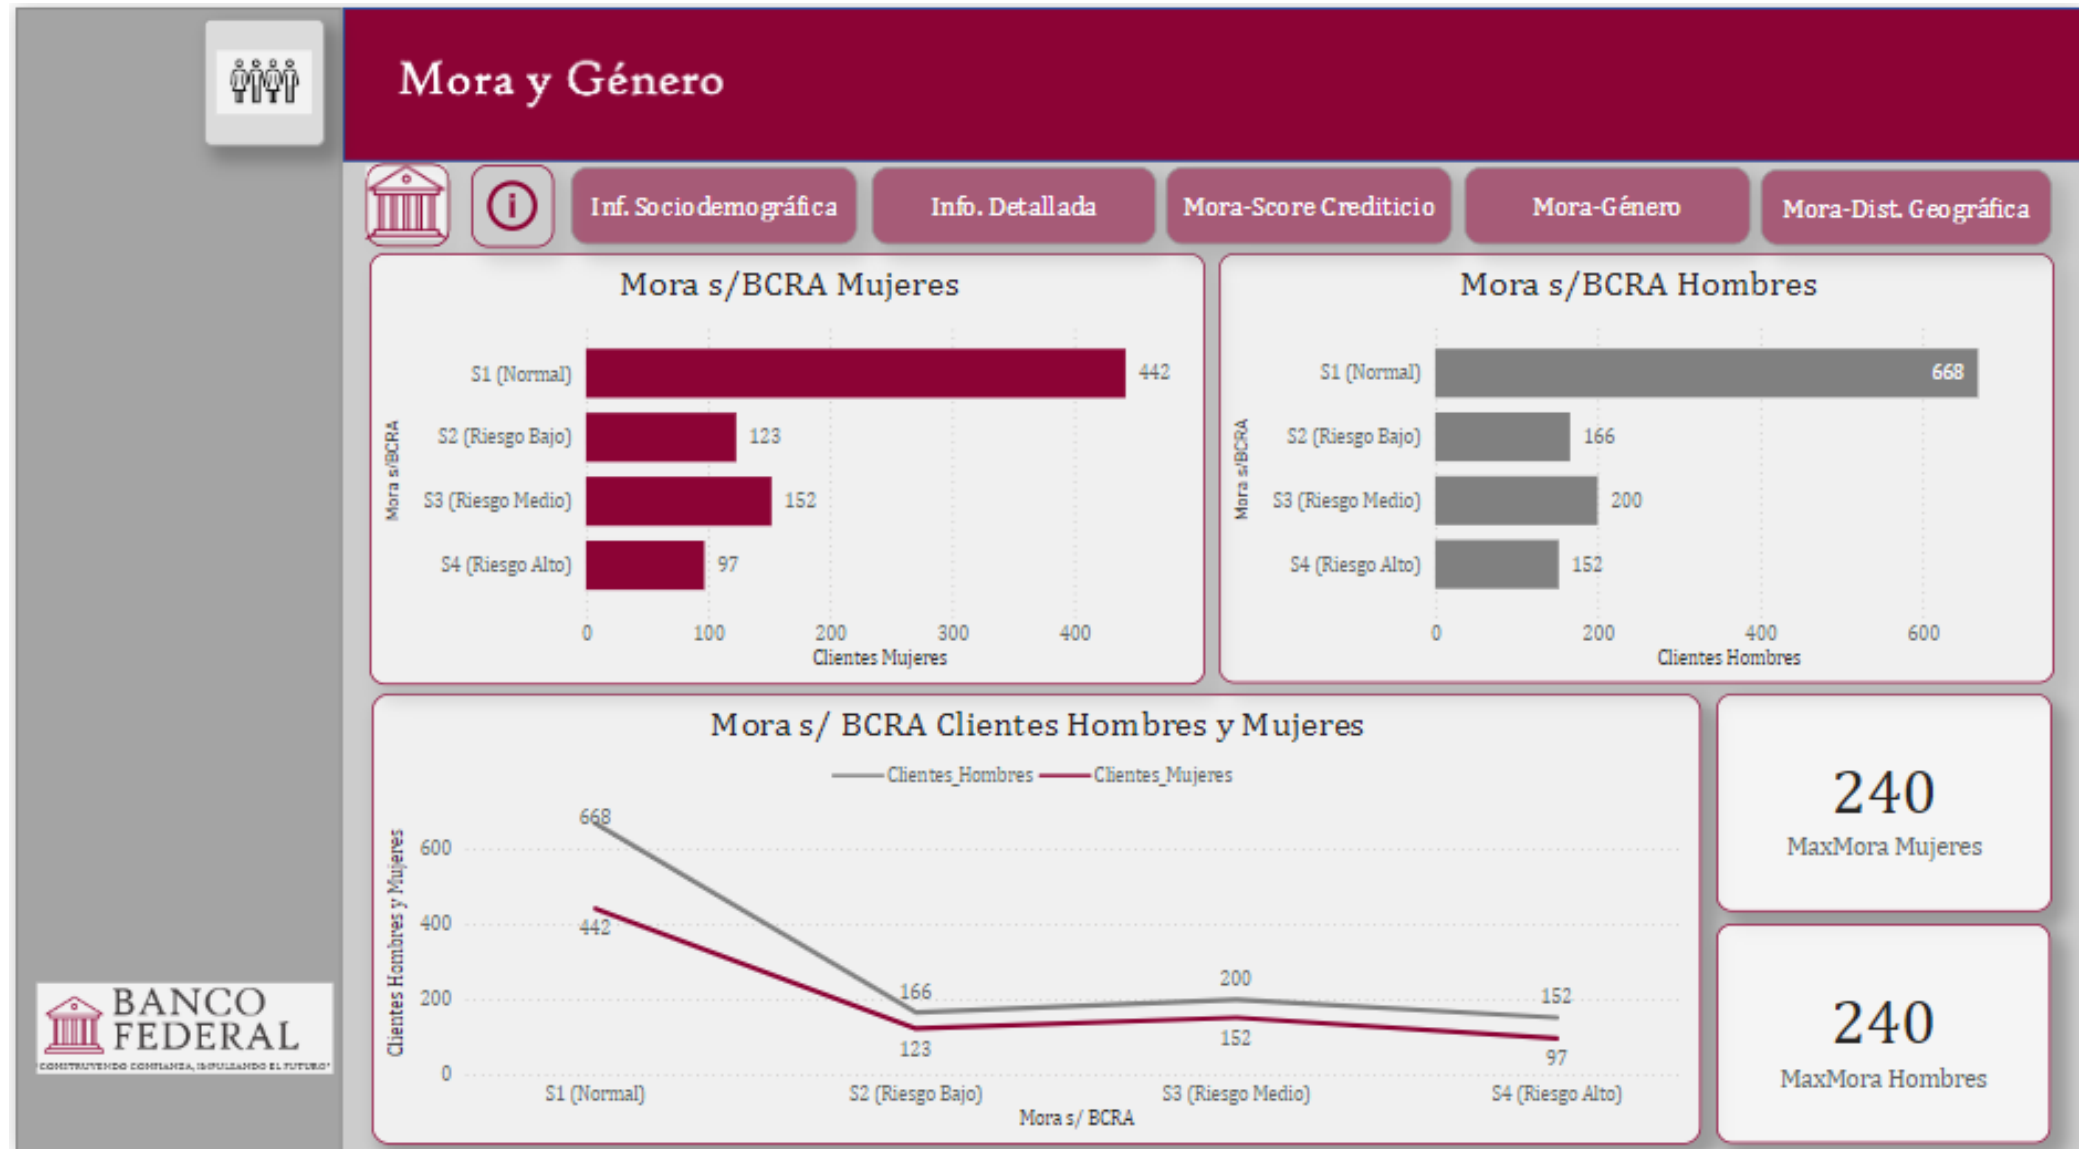 Mora y Género
Inf. Sociodemográfica
Info. Detallada
Mora-Score Crediticio
Mora-Género
Mora-Dist. Geográfica
Mora s/BCRA Mujeres
Mora s/BCRA
S1 (Normal)
442
S2 (Riesgo Bajo)
123
S3 (Riesgo Medio)
152
S4 (Riesgo Alto)
97
0 100 200 300 400
Clientes Mujeres
Mora s/BCRA Hombres
Mora s/BCRA
S1 (Normal)
668
S2 (Riesgo Bajo)
166
S3 (Riesgo Medio)
200
S4 (Riesgo Alto)
152
0 200 400 600
Clientes Hombres
Mora s/ BCRA Clientes Hombres y Mujeres
Clientes_Hombres
Clientes_Mujeres
Clientes Hombres y Mujeres
600
400
200
0
668
442
166
123
200
152
152
97
S1 (Normal)
S2 (Riesgo Bajo)
S3 (Riesgo Medio)
S4 (Riesgo Alto)
Mora s/ BCRA
240
MaxMora Mujeres
240
MaxMora Hombres
BANCO
FEDERAL
"CONSTRUYENDO CONFIANZA, IMPULSANDO EL FUTURO"